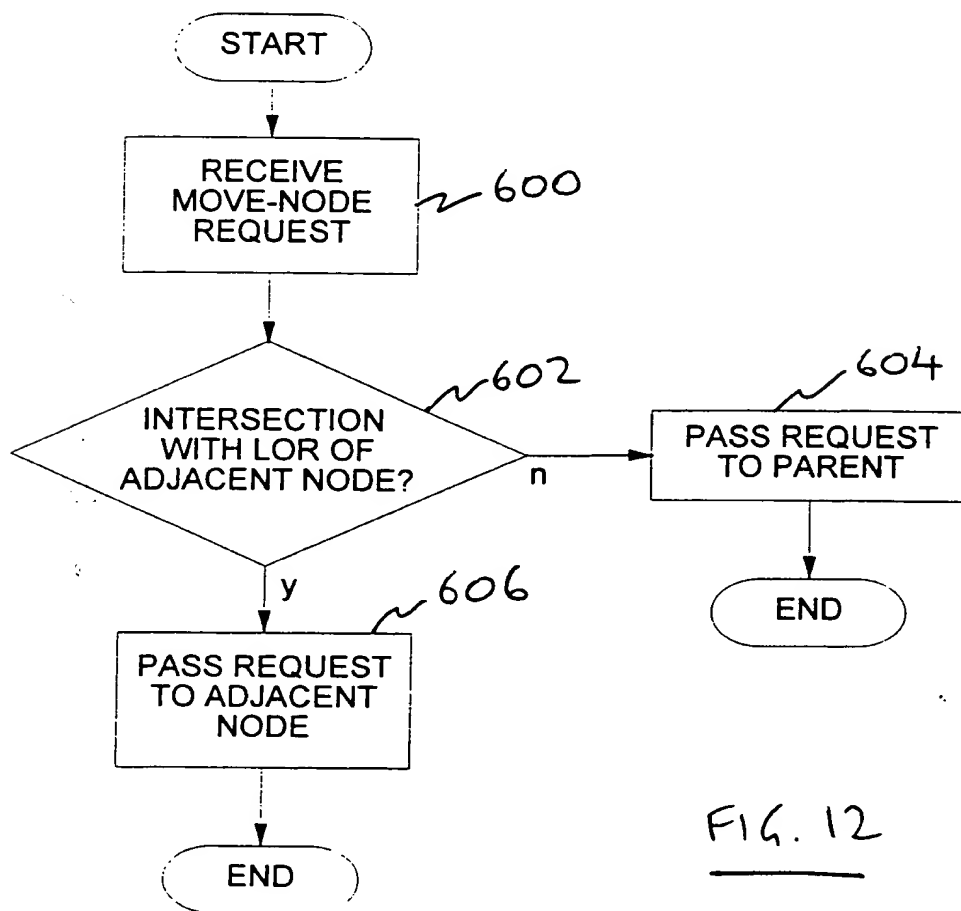 START
RECEIVE
MOVE-NODE
REQUEST
600
INTERSECTION
WITH LOR OF
ADJACENT NODE?
602
n
604
PASS REQUEST
TO PARENT
END
y
606
PASS REQUEST
TO ADJACENT
NODE
END
FIG. 12